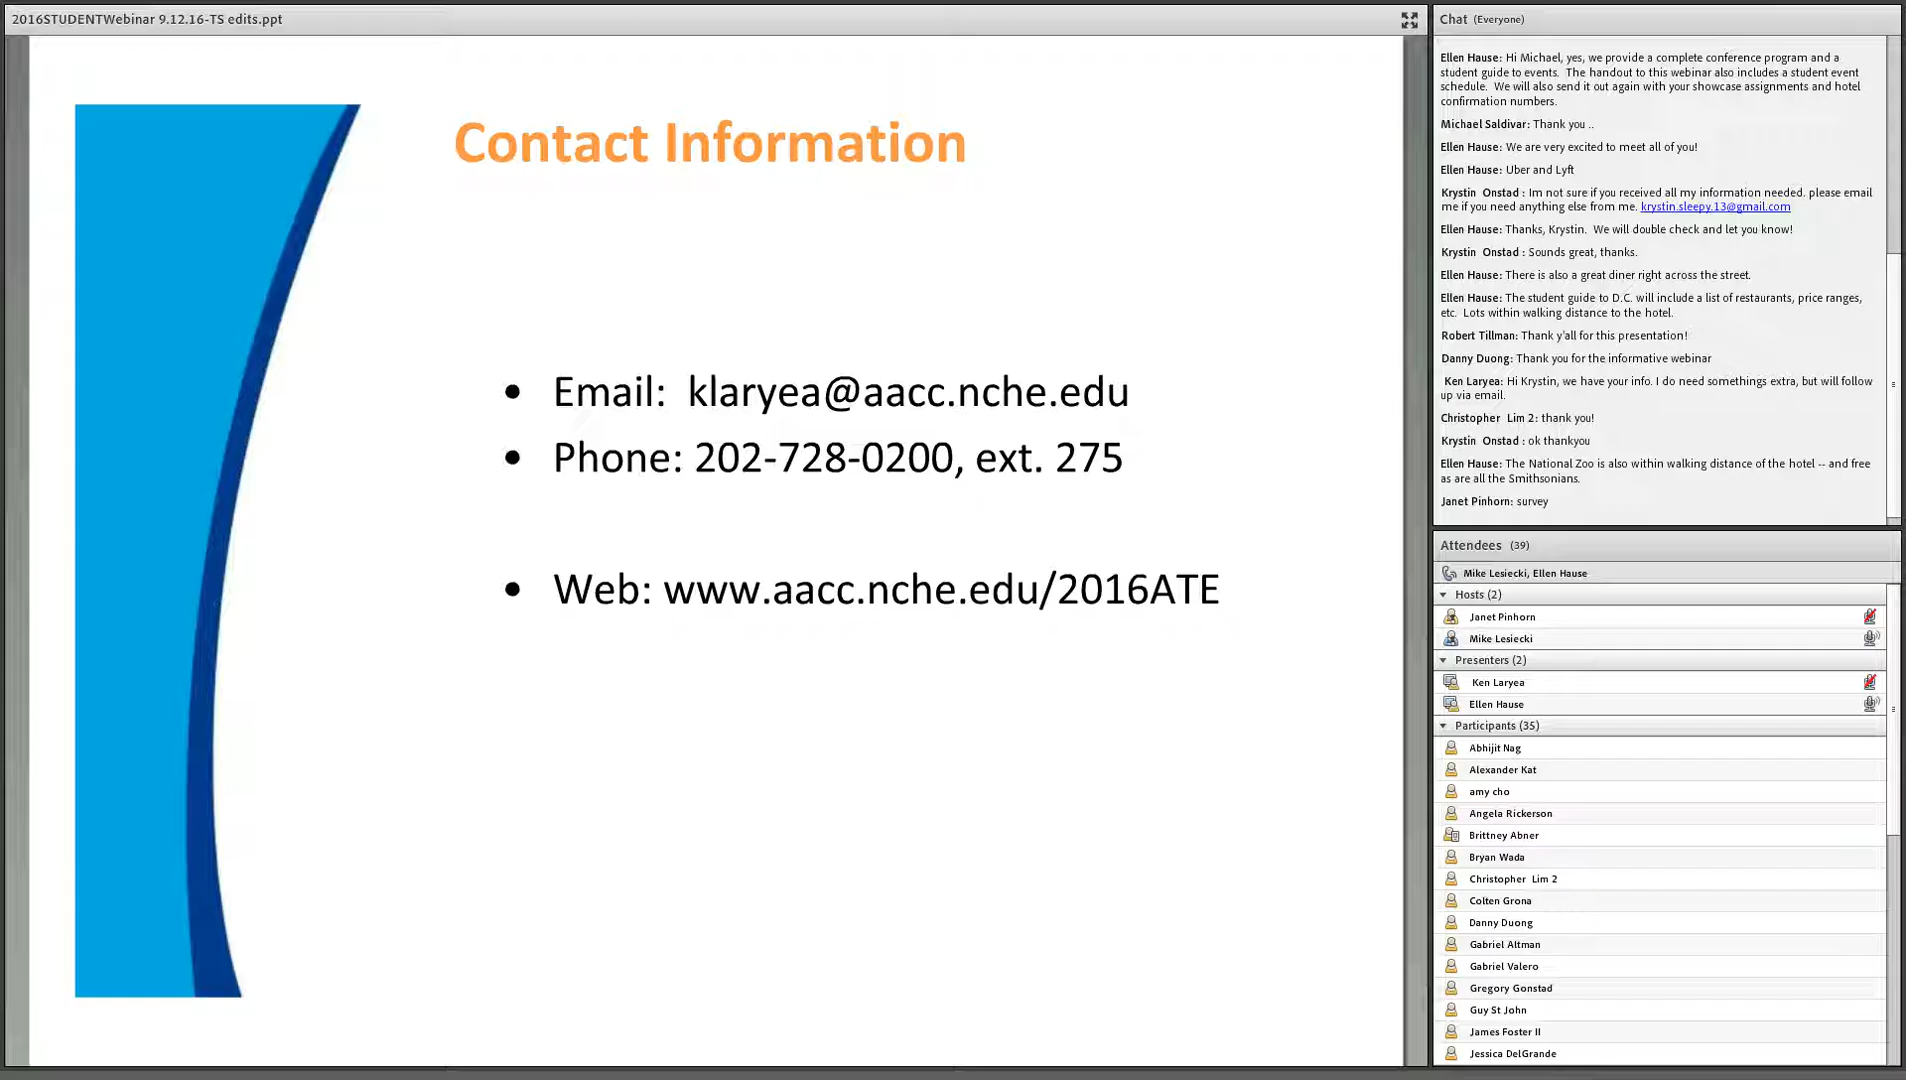 2016STUDENTWebinar 9.12.16-TS edits.ppt
Contact Information
• Email:  klaryea@aacc.nche.edu
• Phone: 202-728-0200, ext. 275
• Web: www.aacc.nche.edu/2016ATE
Chat (Everyone)
Ellen Hause: Hi Michael, yes, we provide a complete conference program and a
student guide to events.  The handout to this webinar also includes a student event
schedule.  We will also send it out again with your showcase assignments and hotel
confirmation numbers.
Michael Saldivar: Thank you ..
Ellen Hause: We are very excited to meet all of you!
Ellen Hause: Uber and Lyft
Krystin  Onstad : Im not sure if you received all my information needed. please email
me if you need anything else from me. krystin.sleepy.13@gmail.com
Ellen Hause: Thanks, Krystin.  We will double check and let you know!
Krystin  Onstad : Sounds great, thanks.
Ellen Hause: There is also a great diner right across the street.
Ellen Hause: The student guide to D.C. will include a list of restaurants, price ranges,
etc.  Lots within walking distance to the hotel.
Robert Tillman: Thank y'all for this presentation!
Danny Duong: Thank you for the informative webinar
Ken Laryea: Hi Krystin, we have your info. I do need somethings extra, but will follow
up via email.
Christopher  Lim 2: thank you!
Krystin  Onstad : ok thankyou
Ellen Hause: The National Zoo is also within walking distance of the hotel -- and free
as are all the Smithsonians.
Janet Pinhorn: survey
Attendees (39)
Mike Lesiecki, Ellen Hause
Hosts (2)
Janet Pinhorn
Mike Lesiecki
Presenters (2)
Ken Laryea
Ellen Hause
Participants (35)
Abhijit Nag
Alexander Kat
amy cho
Angela Rickerson
Brittney Abner
Bryan Wada
Christopher  Lim 2
Colten Grona
Danny Duong
Gabriel Altman
Gabriel Valero
Gregory Gonstad
Guy St John
James Foster II
Jessica DelGrande